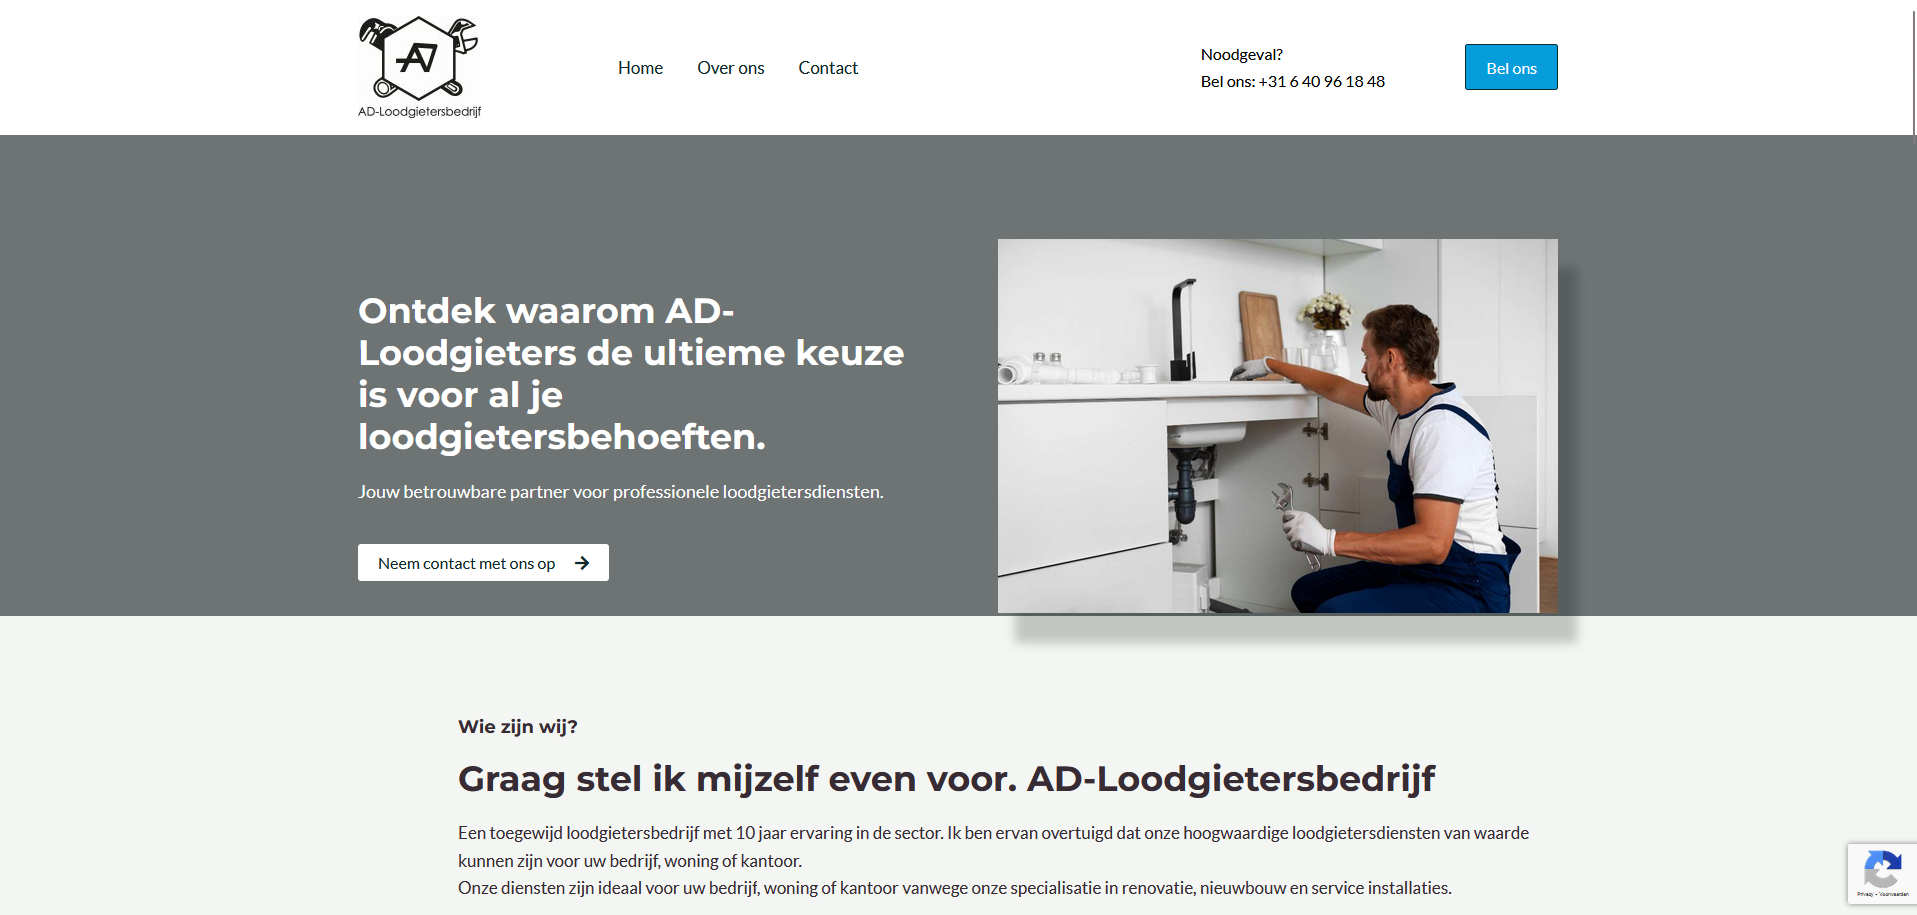 AD
AD-Loodgietersbedrijf
Home
Over ons
Contact
Noodgeval?
Bel ons: +31 6 40 96 18 48
Bel ons
Ontdek waarom AD-
Loodgieters de ultieme keuze
is voor al je
loodgietersbehoeften.
Jouw betrouwbare partner voor professionele loodgietersdiensten.
Neem contact met ons op
Wie zijn wij?
Graag stel ik mijzelf even voor. AD-Loodgietersbedrijf
Een toegewijd loodgietersbedrijf met 10 jaar ervaring in de sector. Ik ben ervan overtuigd dat onze hoogwaardige loodgietersdiensten van waarde
kunnen zijn voor uw bedrijf, woning of kantoor.
Onze diensten zijn ideaal voor uw bedrijf, woning of kantoor vanwege onze specialisatie in renovatie, nieuwbouw en service installaties.
Privacy - Voorwaarden